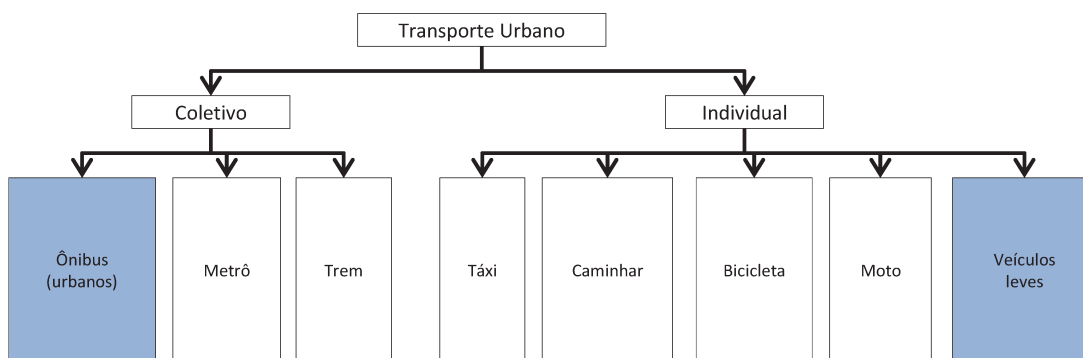 Transporte Urbano
Coletivo
Individual
Ônibus
(urbanos)
Metrô
Trem
Táxi
Caminhar
Bicicleta
Moto
Veículos
leves